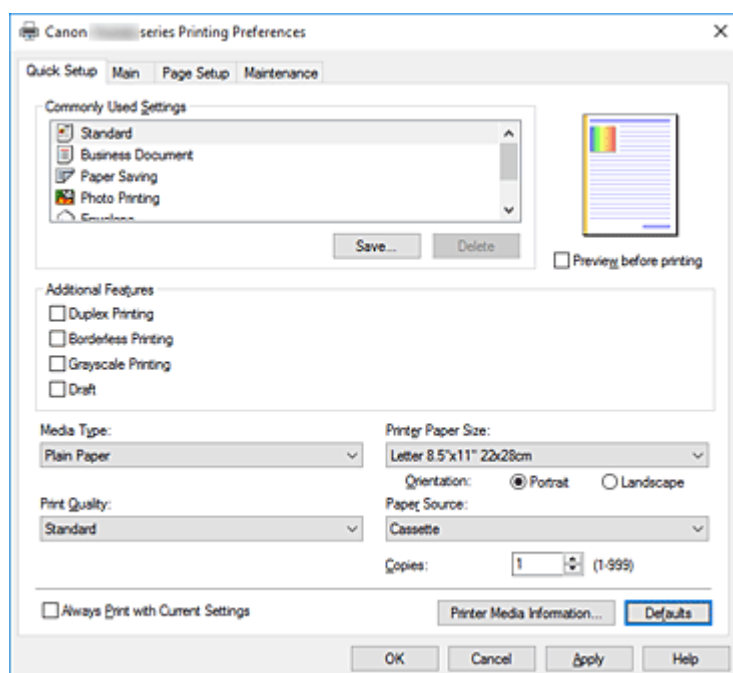 Canon series Printing Preferences
Quick Setup Main Page Setup Maintenance
Commonly Used Settings
Standard
Business Document
Paper Saving
Photo Printing
Envelope
Save... Delete
Preview before printing
Additional Features
Duplex Printing
Borderless Printing
Grayscale Printing
Draft
Media Type: Printer Paper Size:
Plain Paper Letter 8.5"x11" 22x28cm
Orientation: Portrait Landscape
Print Quality: Paper Source:
Standard Cassette
Copies: 1 (1-999)
Always Print with Current Settings Printer Media Information... Defaults
OK Cancel Apply Help